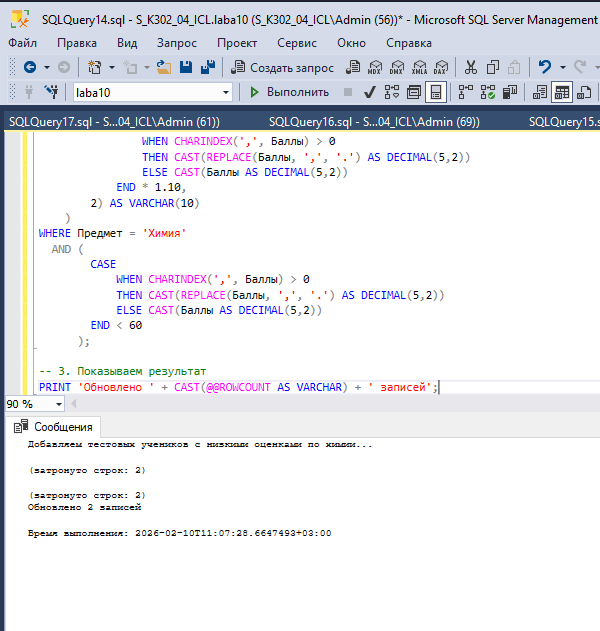 SQLQuery14.sql - S_K302_04_ICL.laba10 (S_K302_04_ICL\Admin (56))* - Microsoft SQL Server Management
Файл Правка Вид Запрос Проект Сервис Окно Справка
Создать запрос MDX DMX XMLA DAX
laba10 Выполнить
SQLQuery17.sql - S...04_ICL\Admin (61)) SQLQuery16.sql - S...04_ICL\Admin (69)) SQLQuery15.s
WHEN CHARINDEX(',', Баллы) > 0
THEN CAST(REPLACE(Баллы, ',', '.') AS DECIMAL(5,2))
ELSE CAST(Баллы AS DECIMAL(5,2))
END * 1.10,
2) AS VARCHAR(10)
)
WHERE Предмет = 'Химия'
AND (
CASE
WHEN CHARINDEX(',', Баллы) > 0
THEN CAST(REPLACE(Баллы, ',', '.') AS DECIMAL(5,2))
ELSE CAST(Баллы AS DECIMAL(5,2))
END < 60
);
-- 3. Показываем результат
PRINT 'Обновлено ' + CAST(@@ROWCOUNT AS VARCHAR) + ' записей';
90 %
Сообщения
Добавляем тестовых учеников с низкими оценками по химии...
(затронуто строк: 2)
(затронуто строк: 2)
Обновлено 2 записей
Время выполнения: 2026-02-10T11:07:28.6647493+03:00